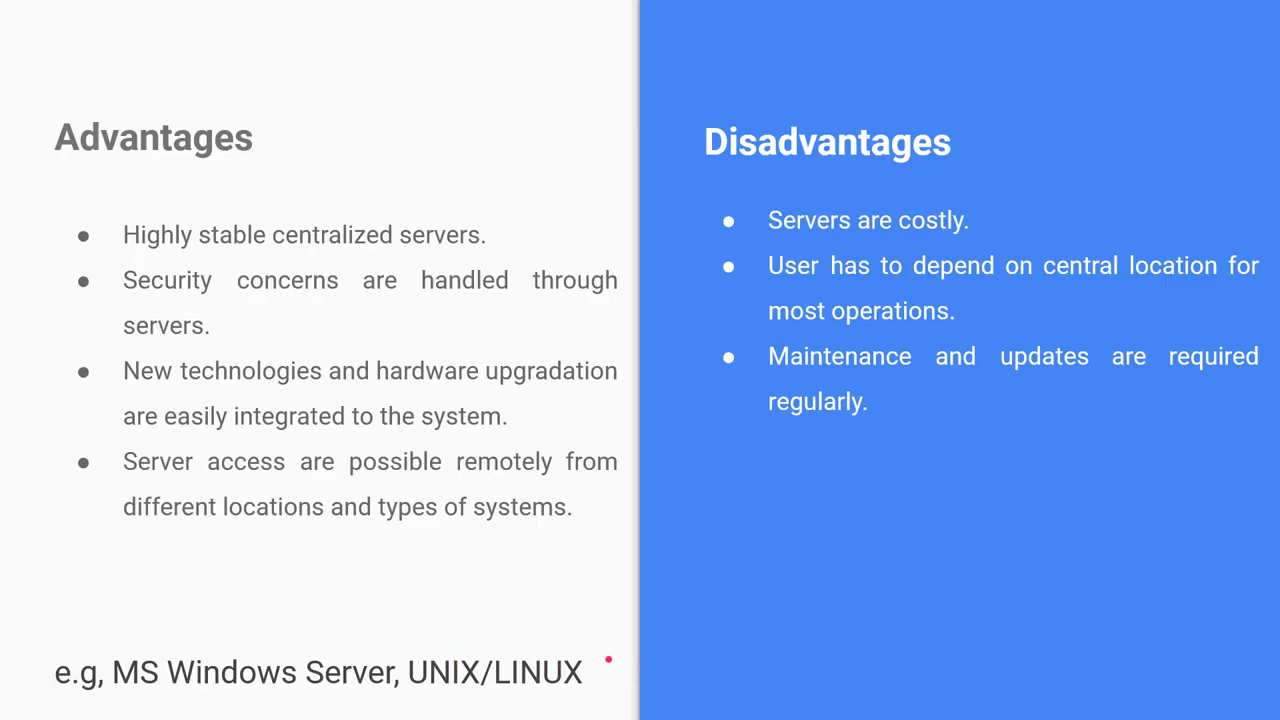 Advantages
● Highly stable centralized servers.
● Security concerns are handled through
servers.
● New technologies and hardware upgradation
are easily integrated to the system.
● Server access are possible remotely from
different locations and types of systems.
e.g, MS Windows Server, UNIX/LINUX
Disadvantages
● Servers are costly.
● User has to depend on central location for
most operations.
● Maintenance and updates are required
regularly.